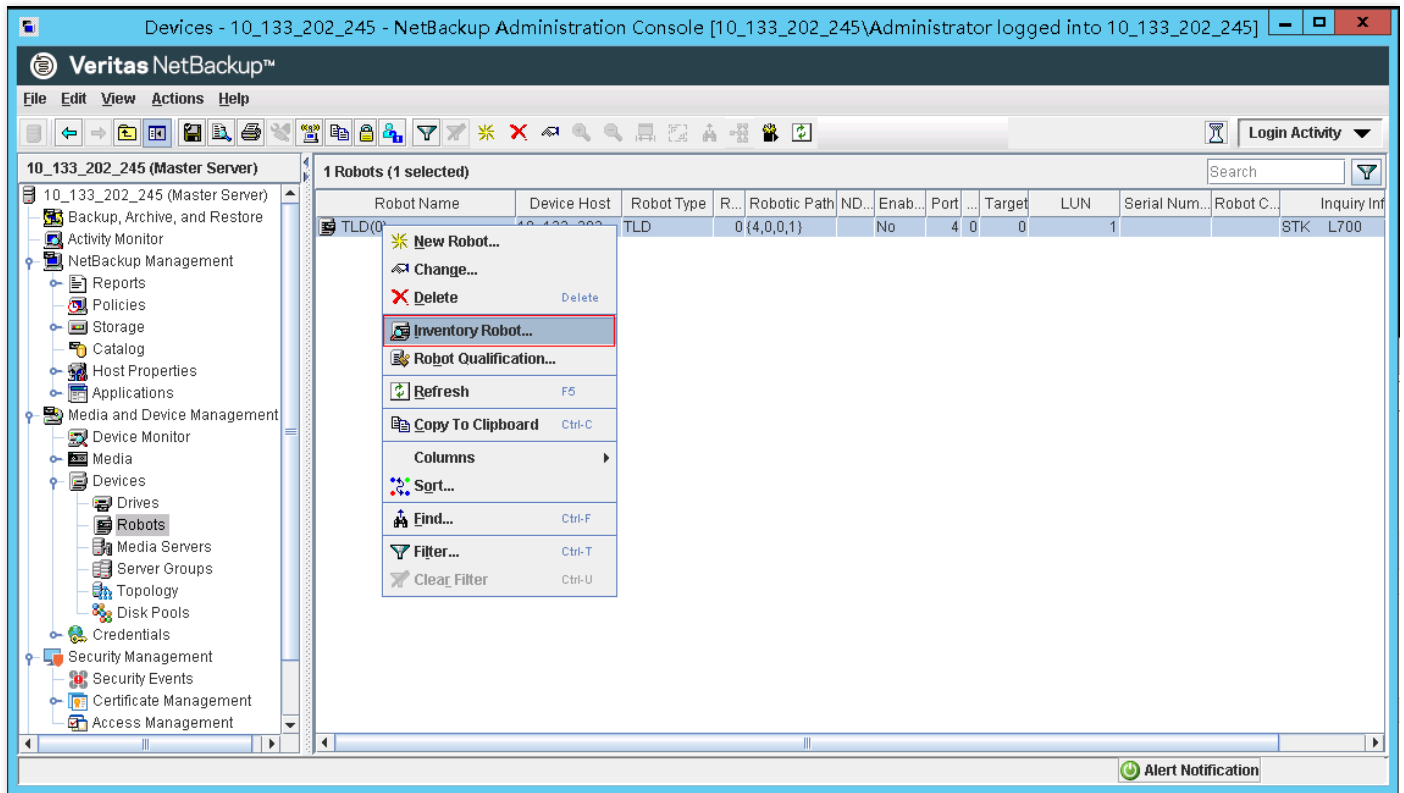 Devices - 10_133_202_245 - NetBackup Administration Console [10_133_202_245\Administrator logged into 10_133_202_245]
Veritas NetBackup™
File Edit View Actions Help
Login Activity
10_133_202_245 (Master Server)
1 Robots (1 selected)
Search
10_133_202_245 (Master Server)
Backup, Archive, and Restore
Activity Monitor
NetBackup Management
Reports
Policies
Storage
Catalog
Host Properties
Applications
Media and Device Management
Device Monitor
Media
Devices
Drives
Robots
Media Servers
Server Groups
Topology
Disk Pools
Credentials
Security Management
Security Events
Certificate Management
Access Management
Robot Name Device Host Robot Type R... Robotic Path ND... Enab... Port ... Target LUN Serial Num... Robot C... Inquiry Inf
TLD(0) TLD 0 {4,0,0,1} No 4 0 0 1 STK L700
New Robot...
Change...
Delete Delete
Inventory Robot...
Robot Qualification...
Refresh F5
Copy To Clipboard Ctrl-C
Columns
Sort...
Find... Ctrl-F
Filter... Ctrl-T
Clear Filter Ctrl-U
Alert Notification